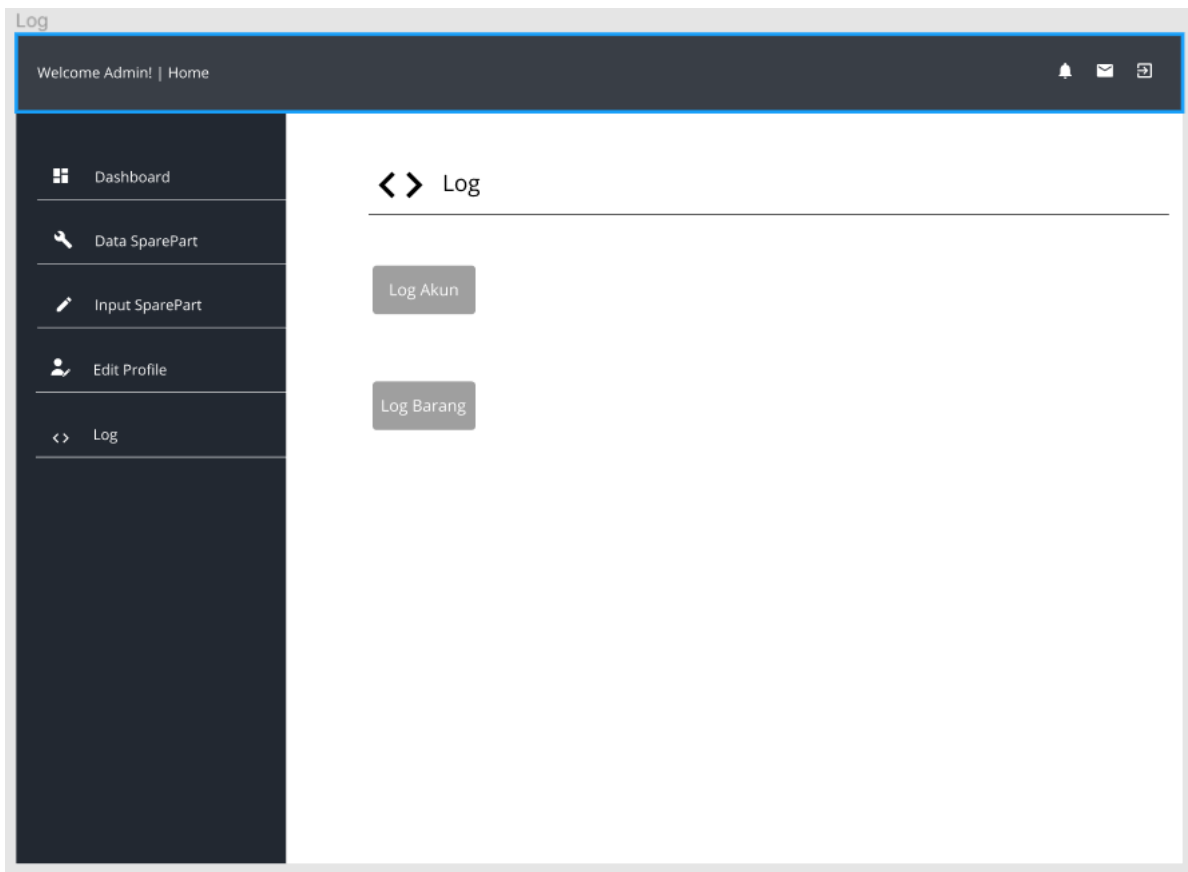 Log
Welcome Admin! | Home
Dashboard
Data SparePart
Input SparePart
Edit Profile
Log
Log
Log Akun
Log Barang